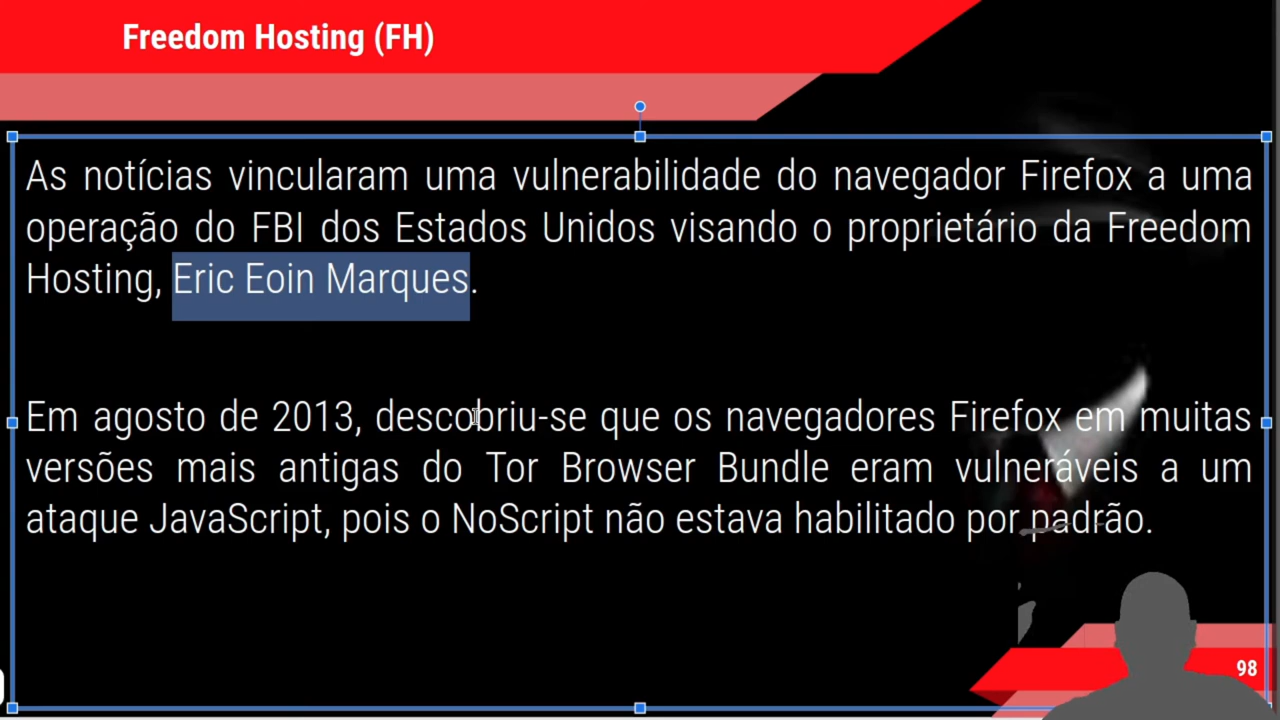 Freedom Hosting (FH)
As notícias vincularam uma vulnerabilidade do navegador Firefox a uma
operação do FBI dos Estados Unidos visando o proprietário da Freedom
Hosting, Eric Eoin Marques.
Em agosto de 2013, descobriu-se que os navegadores Firefox em muitas
versões mais antigas do Tor Browser Bundle eram vulneráveis a um
ataque JavaScript, pois o NoScript não estava habilitado por padrão.
98